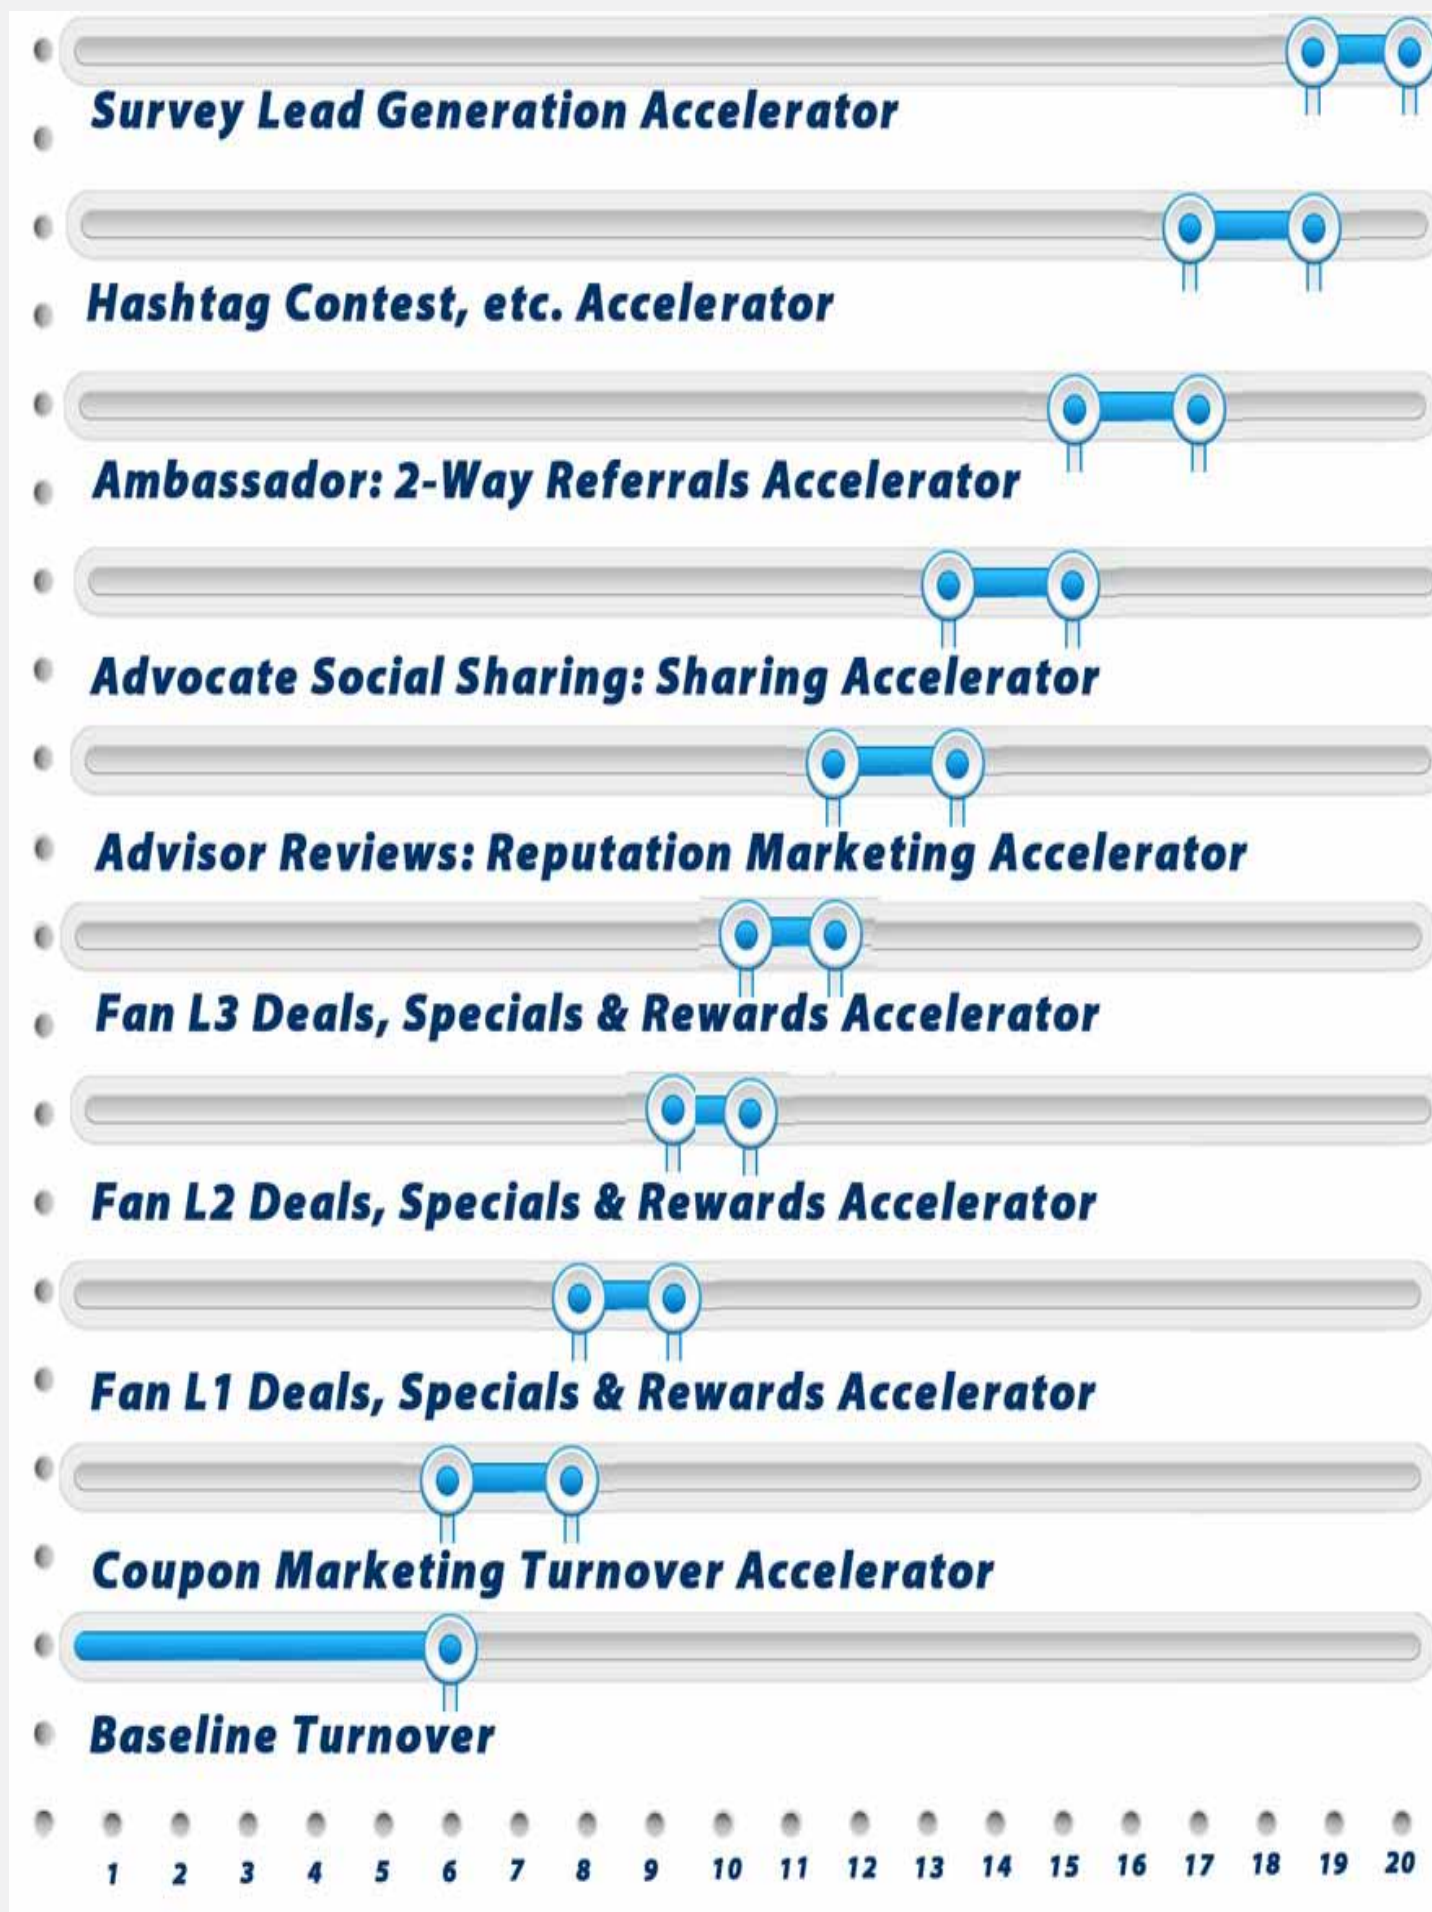 Survey Lead Generation Accelerator
Hashtag Contest, etc. Accelerator
Ambassador: 2-Way Referrals Accelerator
Advocate Social Sharing: Sharing Accelerator
Advisor Reviews: Reputation Marketing Accelerator
Fan L3 Deals, Specials & Rewards Accelerator
Fan L2 Deals, Specials & Rewards Accelerator
Fan L1 Deals, Specials & Rewards Accelerator
Coupon Marketing Turnover Accelerator
Baseline Turnover
1 2 3 4 5 6 7 8 9 10 11 12 13 14 15 16 17 18 19 20